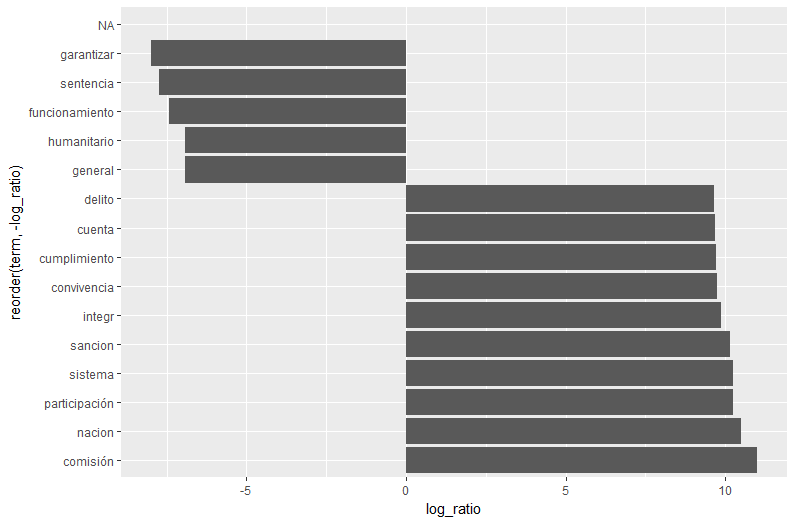 NA
garantizar
sentencia
funcionamiento
humanitario
general
delito
cuenta
cumplimiento
convivencia
integr
sancion
sistema
participación
nacion
comisión
reorder(term, -log_ratio)
-5 0 5 10
log_ratio